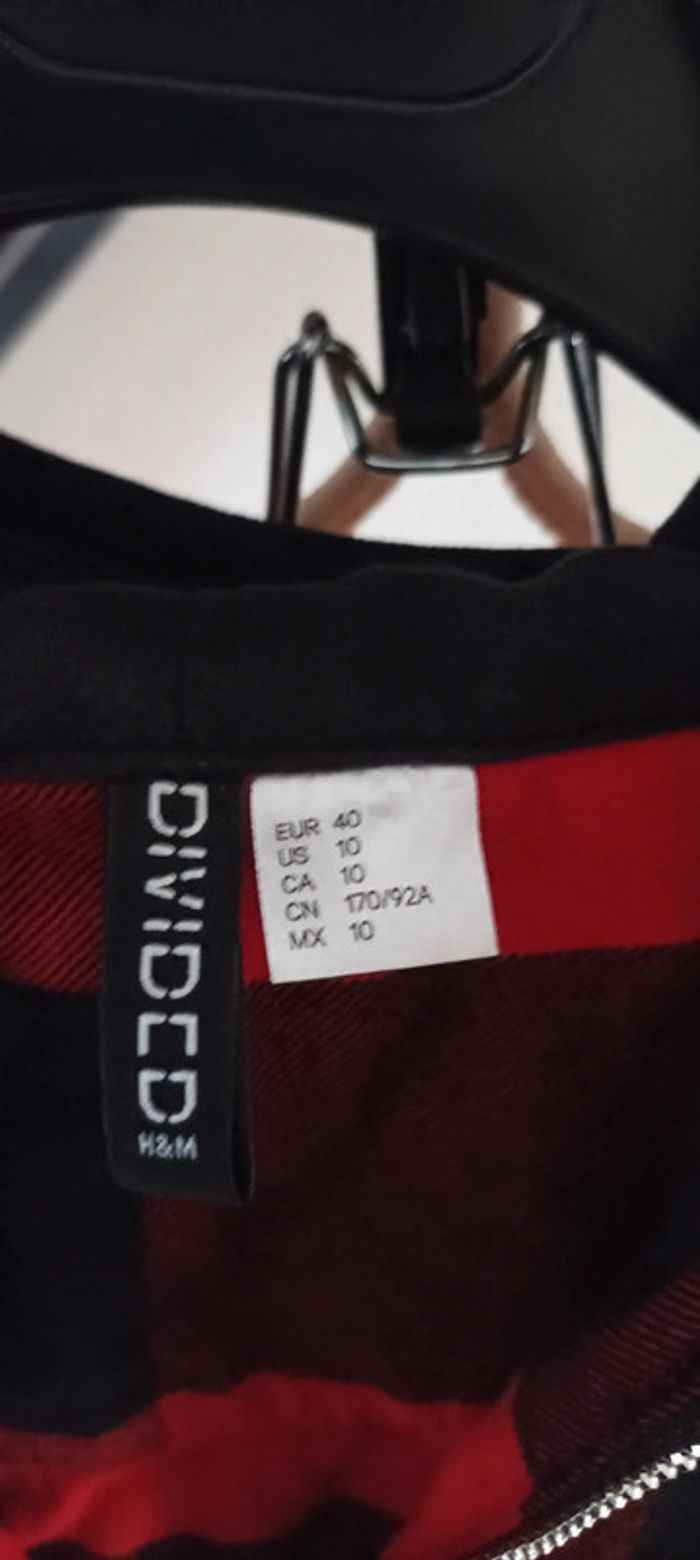 DIVIDED
H&M
EUR 40
US 10
CA 10
CN 170/92A
MX 10